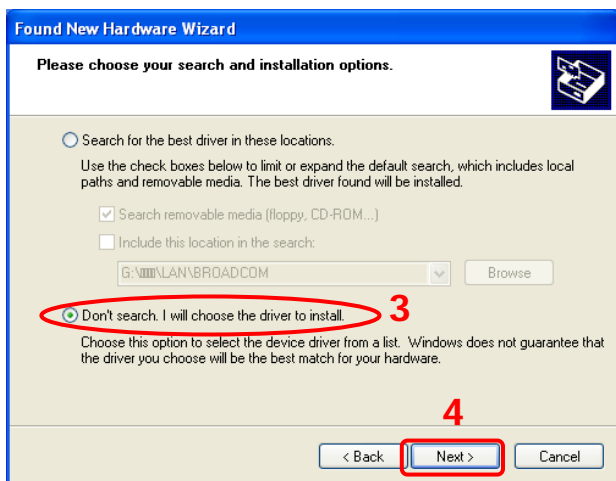 Found New Hardware Wizard
Please choose your search and installation options.
Search for the best driver in these locations.
Use the check boxes below to limit or expand the default search, which includes local
paths and removable media. The best driver found will be installed.
Search removable media (floppy, CD-ROM...)
Include this location in the search:
\LAN\BROADCOM
Browse
Don't search. I will choose the driver to install.
3
Choose this option to select the device driver from a list. Windows does not guarantee that
the driver you choose will be the best match for your hardware.
4
< Back
Next >
Cancel